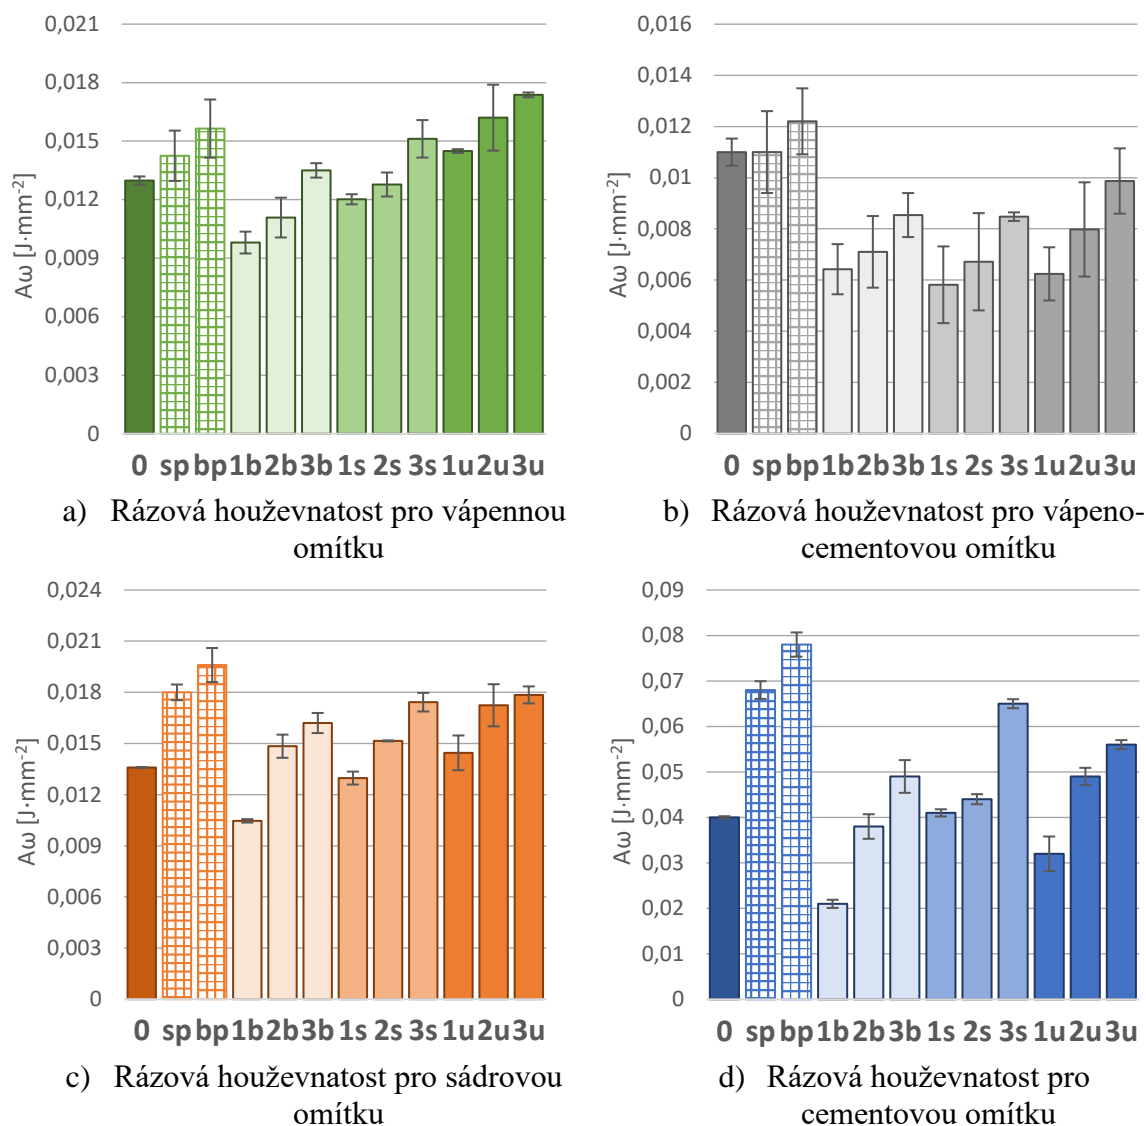 0,021
0,018
0,015
0,012
0,009
0,006
0,003
0
Aω [J·mm⁻²]
0 sp bp 1b 2b 3b 1s 2s 3s 1u 2u 3u
a) Rázová houževnatost pro vápennou
omítku
0,016
0,014
0,012
0,01
0,008
0,006
0,004
0,002
0
Aω [J·mm⁻²]
0 sp bp 1b 2b 3b 1s 2s 3s 1u 2u 3u
b) Rázová houževnatost pro vápeno-
cementovou omítku
0,024
0,021
0,018
0,015
0,012
0,009
0,006
0,003
0
Aω [J·mm⁻²]
0 sp bp 1b 2b 3b 1s 2s 3s 1u 2u 3u
c) Rázová houževnatost pro sádrovou
omítku
0,09
0,08
0,07
0,06
0,05
0,04
0,03
0,02
0,01
0
Aω [J·mm⁻²]
0 sp bp 1b 2b 3b 1s 2s 3s 1u 2u 3u
d) Rázová houževnatost pro
cementovou omítku